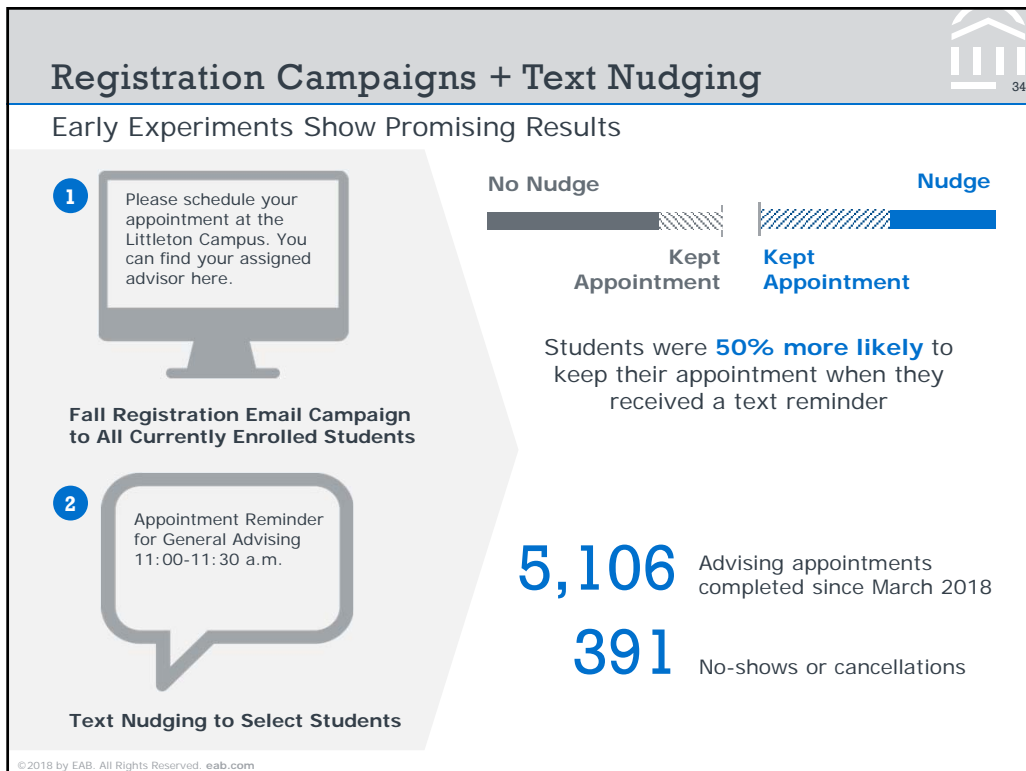 Registration Campaigns + Text Nudging
34
Early Experiments Show Promising Results
1
Please schedule your
appointment at the
Littleton Campus. You
can find your assigned
advisor here.
Fall Registration Email Campaign
to All Currently Enrolled Students
2
Appointment Reminder
for General Advising
11:00-11:30 a.m.
Text Nudging to Select Students
No Nudge
Nudge
Kept
Appointment
Kept
Appointment
Students were 50% more likely to
keep their appointment when they
received a text reminder
5,106
Advising appointments
completed since March 2018
391
No-shows or cancellations
©2018 by EAB. All Rights Reserved. eab.com